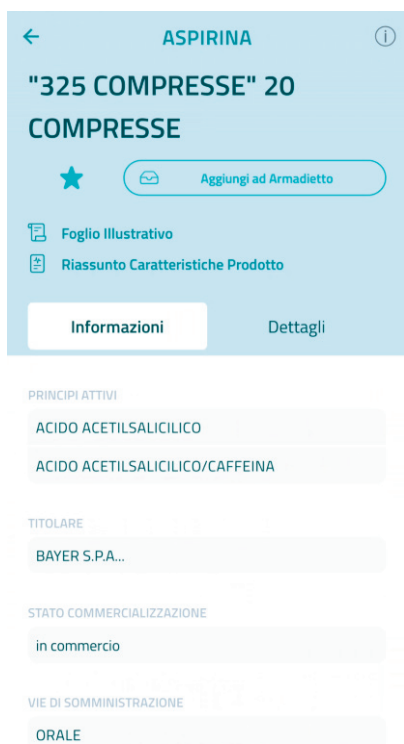 ASPIRINA
"325 COMPRESSE" 20
COMPRESSE
Aggiungi ad Armadietto
Foglio Illustrativo
Riassunto Caratteristiche Prodotto
Informazioni
Dettagli
PRINCIPI ATTIVI
ACIDO ACETILSALICILICO
ACIDO ACETILSALICILICO/CAFFEINA
TITOLARE
BAYER S.P.A...
STATO COMMERCIALIZZAZIONE
in commercio
VIE DI SOMMINISTRAZIONE
ORALE